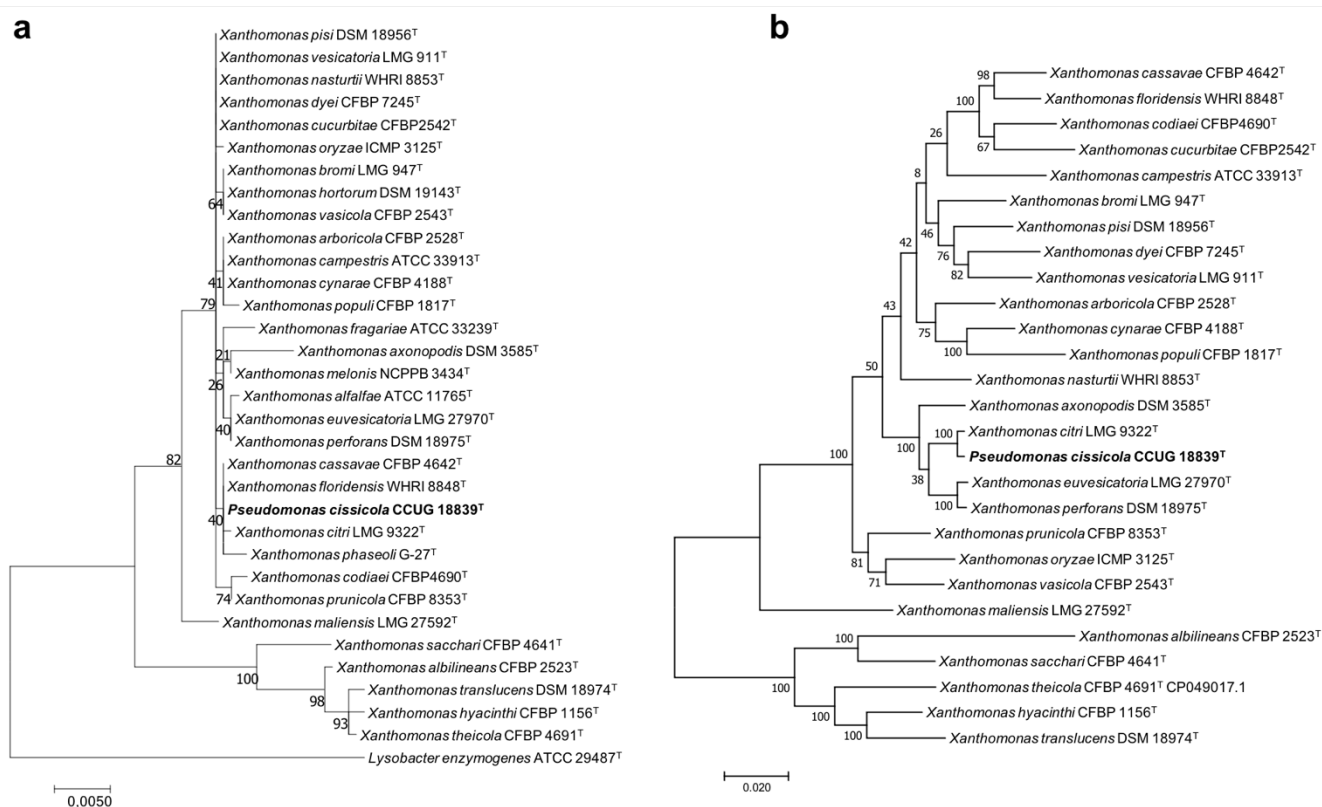 a
Xanthomonas pisi DSM 18956ᵀ
Xanthomonas vesicatoria LMG 911ᵀ
Xanthomonas nasturtii WHRI 8853ᵀ
Xanthomonas dyei CFBP 7245ᵀ
Xanthomonas cucurbitae CFBP2542ᵀ
Xanthomonas oryzae ICMP 3125ᵀ
Xanthomonas bromi LMG 947ᵀ
Xanthomonas hortorum DSM 19143ᵀ
64
Xanthomonas vasicola CFBP 2543ᵀ
Xanthomonas arboricola CFBP 2528ᵀ
Xanthomonas campestris ATCC 33913ᵀ
41
Xanthomonas cynarae CFBP 4188ᵀ
79
Xanthomonas populi CFBP 1817ᵀ
Xanthomonas fragariae ATCC 33239ᵀ
21
Xanthomonas axonopodis DSM 3585ᵀ
Xanthomonas melonis NCPPB 3434ᵀ
26
Xanthomonas alfalfae ATCC 11765ᵀ
Xanthomonas euvesicatoria LMG 27970ᵀ
40
Xanthomonas perforans DSM 18975ᵀ
82
Xanthomonas cassavae CFBP 4642ᵀ
Xanthomonas floridensis WHRI 8848ᵀ
Pseudomonas cissicola CCUG 18839ᵀ
40
Xanthomonas citri LMG 9322ᵀ
Xanthomonas phaseoli G-27ᵀ
Xanthomonas codiaei CFBP4690ᵀ
74
Xanthomonas prunicola CFBP 8353ᵀ
Xanthomonas maliensis LMG 27592ᵀ
Xanthomonas sacchari CFBP 4641ᵀ
Xanthomonas albilineans CFBP 2523ᵀ
100
Xanthomonas translucens DSM 18974ᵀ
98
Xanthomonas hyacinthi CFBP 1156ᵀ
93
Xanthomonas theicola CFBP 4691ᵀ
Lysobacter enzymogenes ATCC 29487ᵀ
0.0050
b
98
Xanthomonas cassavae CFBP 4642ᵀ
100
Xanthomonas floridensis WHRI 8848ᵀ
Xanthomonas codiaei CFBP4690ᵀ
26
67
Xanthomonas cucurbitae CFBP2542ᵀ
8
Xanthomonas campestris ATCC 33913ᵀ
Xanthomonas bromi LMG 947ᵀ
46
Xanthomonas pisi DSM 18956ᵀ
42
76
Xanthomonas dyei CFBP 7245ᵀ
82
Xanthomonas vesicatoria LMG 911ᵀ
43
Xanthomonas arboricola CFBP 2528ᵀ
75
Xanthomonas cynarae CFBP 4188ᵀ
100
Xanthomonas populi CFBP 1817ᵀ
50
Xanthomonas nasturtii WHRI 8853ᵀ
Xanthomonas axonopodis DSM 3585ᵀ
100
Xanthomonas citri LMG 9322ᵀ
100
100
Pseudomonas cissicola CCUG 18839ᵀ
38
Xanthomonas euvesicatoria LMG 27970ᵀ
100
Xanthomonas perforans DSM 18975ᵀ
Xanthomonas prunicola CFBP 8353ᵀ
81
Xanthomonas oryzae ICMP 3125ᵀ
71
Xanthomonas vasicola CFBP 2543ᵀ
Xanthomonas maliensis LMG 27592ᵀ
100
Xanthomonas albilineans CFBP 2523ᵀ
Xanthomonas sacchari CFBP 4641ᵀ
100
Xanthomonas theicola CFBP 4691ᵀ CP049017.1
100
Xanthomonas hyacinthi CFBP 1156ᵀ
100
Xanthomonas translucens DSM 18974ᵀ
0.020